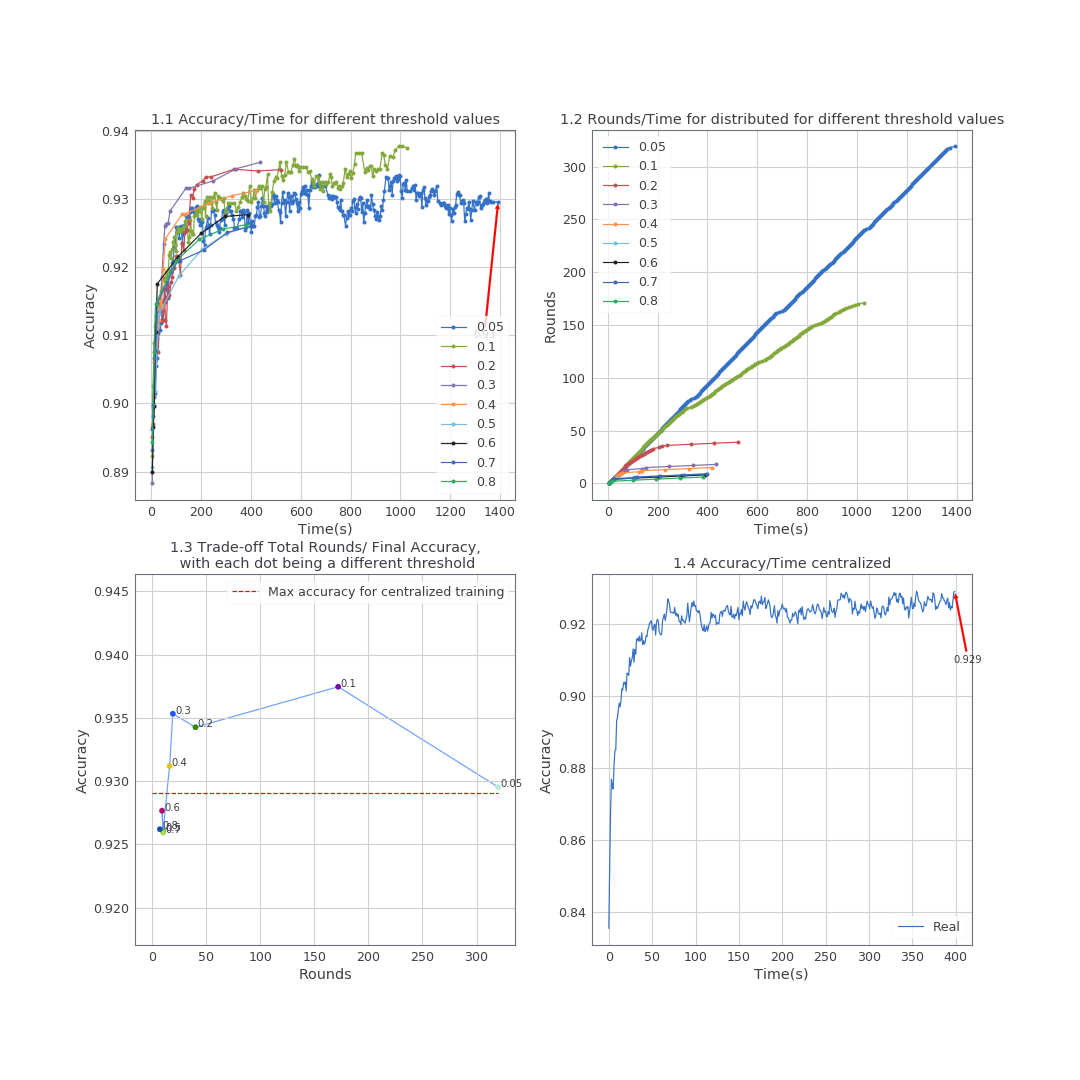 1.1 Accuracy/Time for different threshold values
0.94
0.93
0.92
0.91
0.90
0.89
Accuracy
0 200 400 600 800 1000 1200 1400
Time(s)
0.05
0.1
0.2
0.3
0.4
0.5
0.6
0.7
0.8
1.2 Rounds/Time for distributed for different threshold values
300
250
200
150
100
50
0
Rounds
0 200 400 600 800 1000 1200 1400
Time(s)
0.05
0.1
0.2
0.3
0.4
0.5
0.6
0.7
0.8
1.3 Trade-off Total Rounds/ Final Accuracy,
with each dot being a different threshold
0.945
0.940
0.935
0.930
0.925
0.920
Accuracy
0 50 100 150 200 250 300
Rounds
Max accuracy for centralized training
0.1
0.3
0.2
0.4
0.05
0.6
1.4 Accuracy/Time centralized
0.92
0.90
0.88
0.86
0.84
Accuracy
0 50 100 150 200 250 300 350 400
Time(s)
0.929
Real